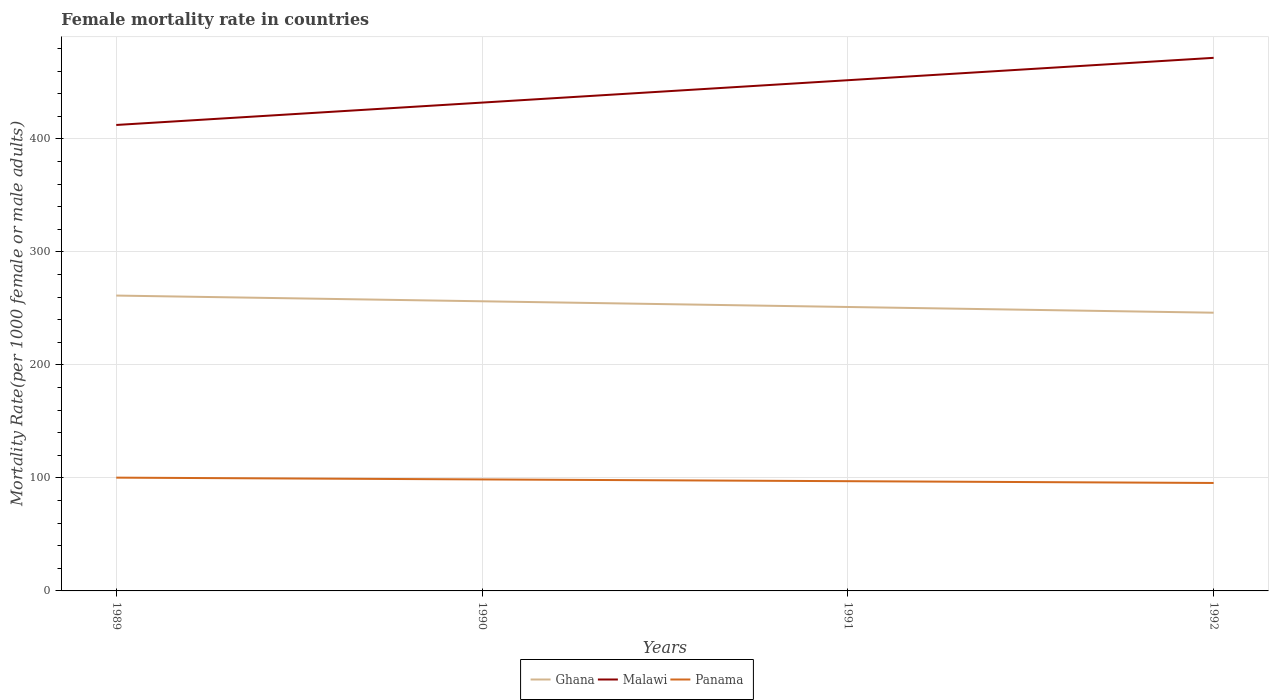 Female mortality rate in countries
Mortality Rate(per 1000 female or male adults)
400
300
200
100
0
1989
1990
1991
1992
Years
Ghana
Malawi
Panama